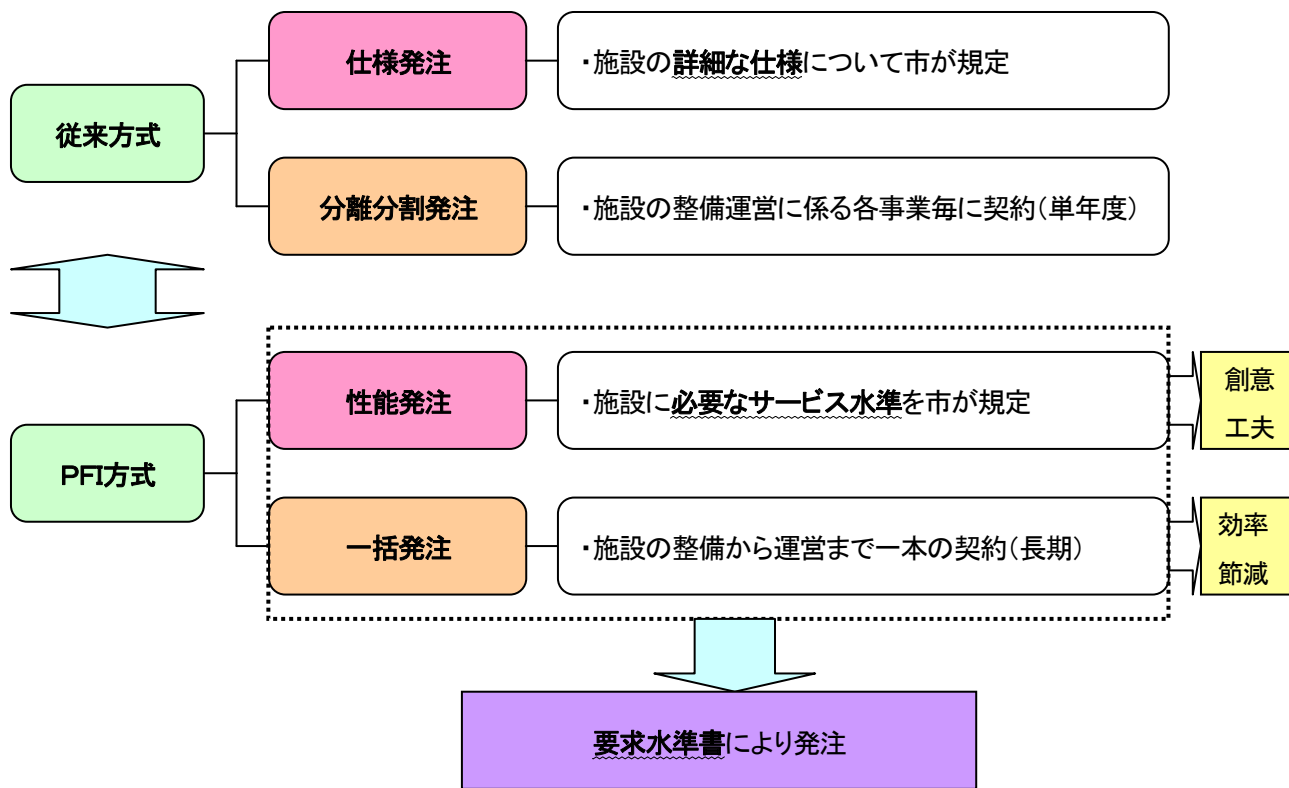 従来方式
仕様発注
・施設の詳細な仕様について市が規定
分離分割発注
・施設の整備運営に係る各事業毎に契約（単年度）
PFI方式
性能発注
・施設に必要なサービス水準を市が規定
創意
工夫
一括発注
・施設の整備から運営まで一本の契約（長期）
効率
節減
要求水準書により発注